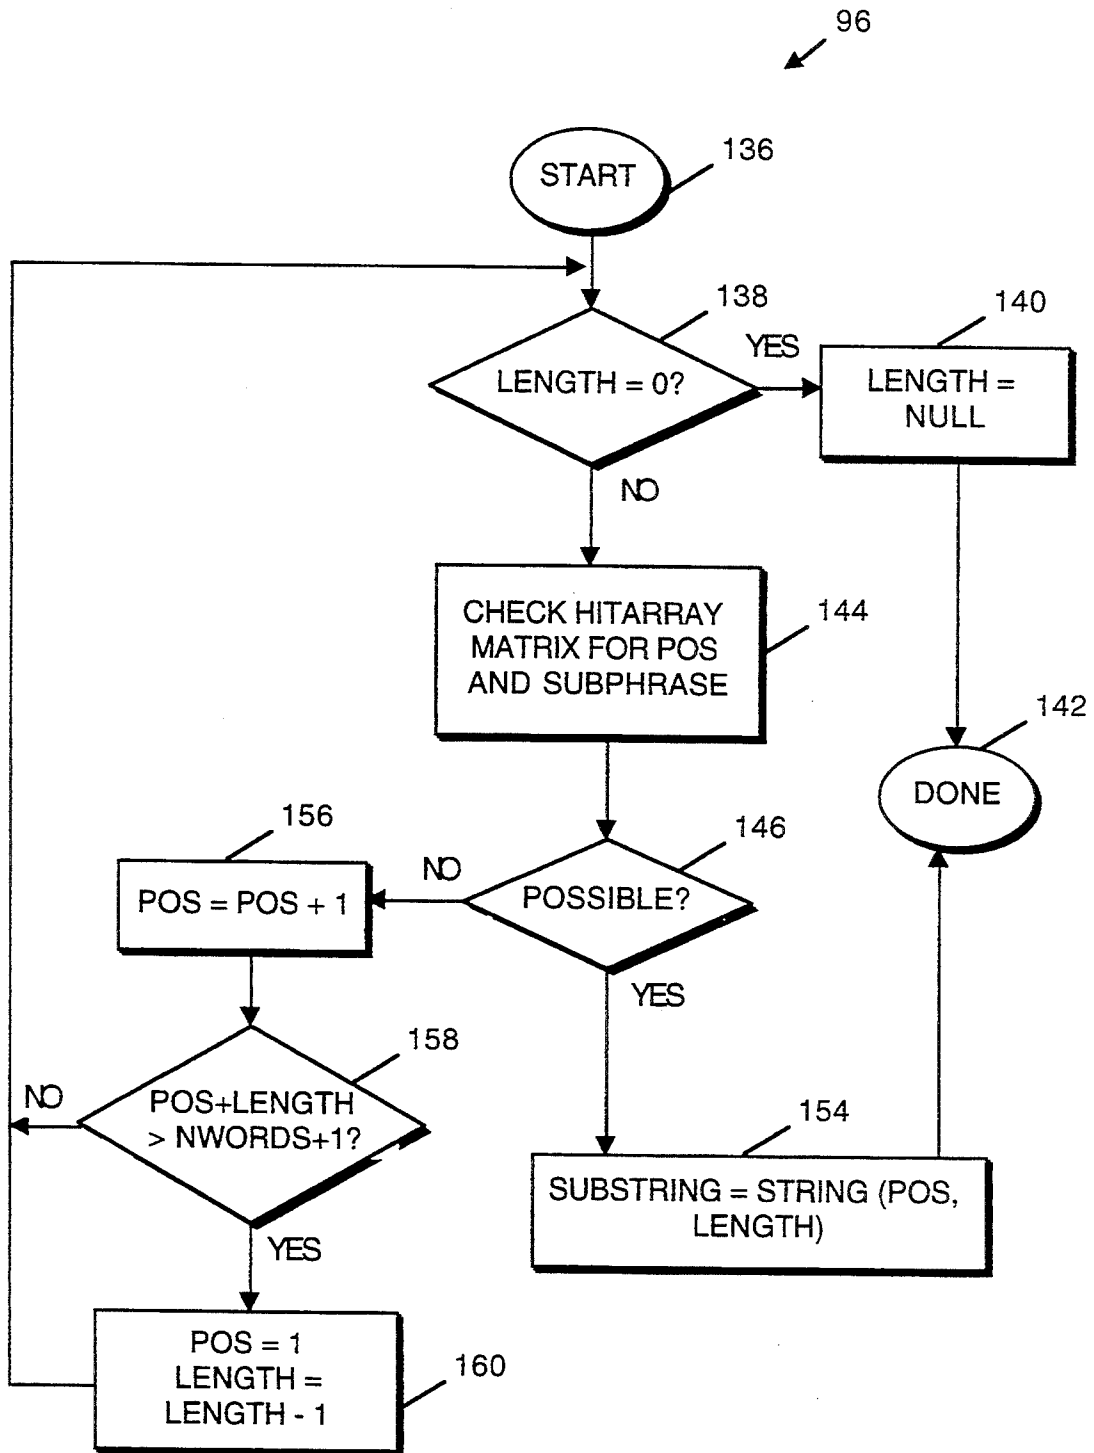 96
START
136
138
LENGTH = 0?
YES
140
LENGTH =
NULL
NO
CHECK HITARRAY
MATRIX FOR POS
AND SUBPHRASE
144
142
DONE
156
POS = POS + 1
NO
146
POSSIBLE?
YES
158
NO
POS+LENGTH
> NWORDS+1?
YES
154
SUBSTRING = STRING (POS,
LENGTH)
POS = 1
LENGTH =
LENGTH - 1
160